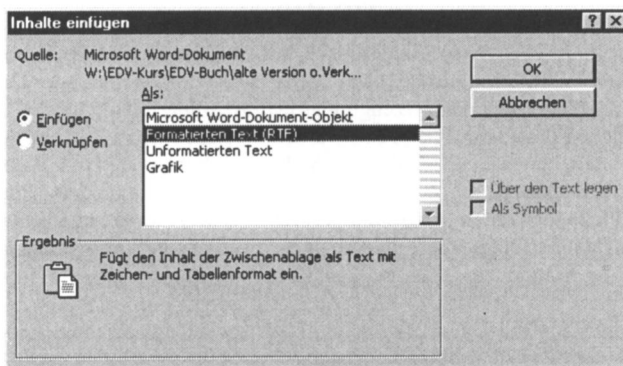 Inhalte einfügen
Quelle: Microsoft Word-Dokument
W:\EDV-Kurs\EDV-Buch\alte Version o.Verk...
Als:
Einfügen
Verknüpfen
Microsoft Word-Dokument-Objekt
Formatierten Text (RTF)
Unformatierten Text
Grafik
OK
Abbrechen
Über den Text legen
Als Symbol
Ergebnis
Fügt den Inhalt der Zwischenablage als Text mit
Zeichen- und Tabellenformat ein.